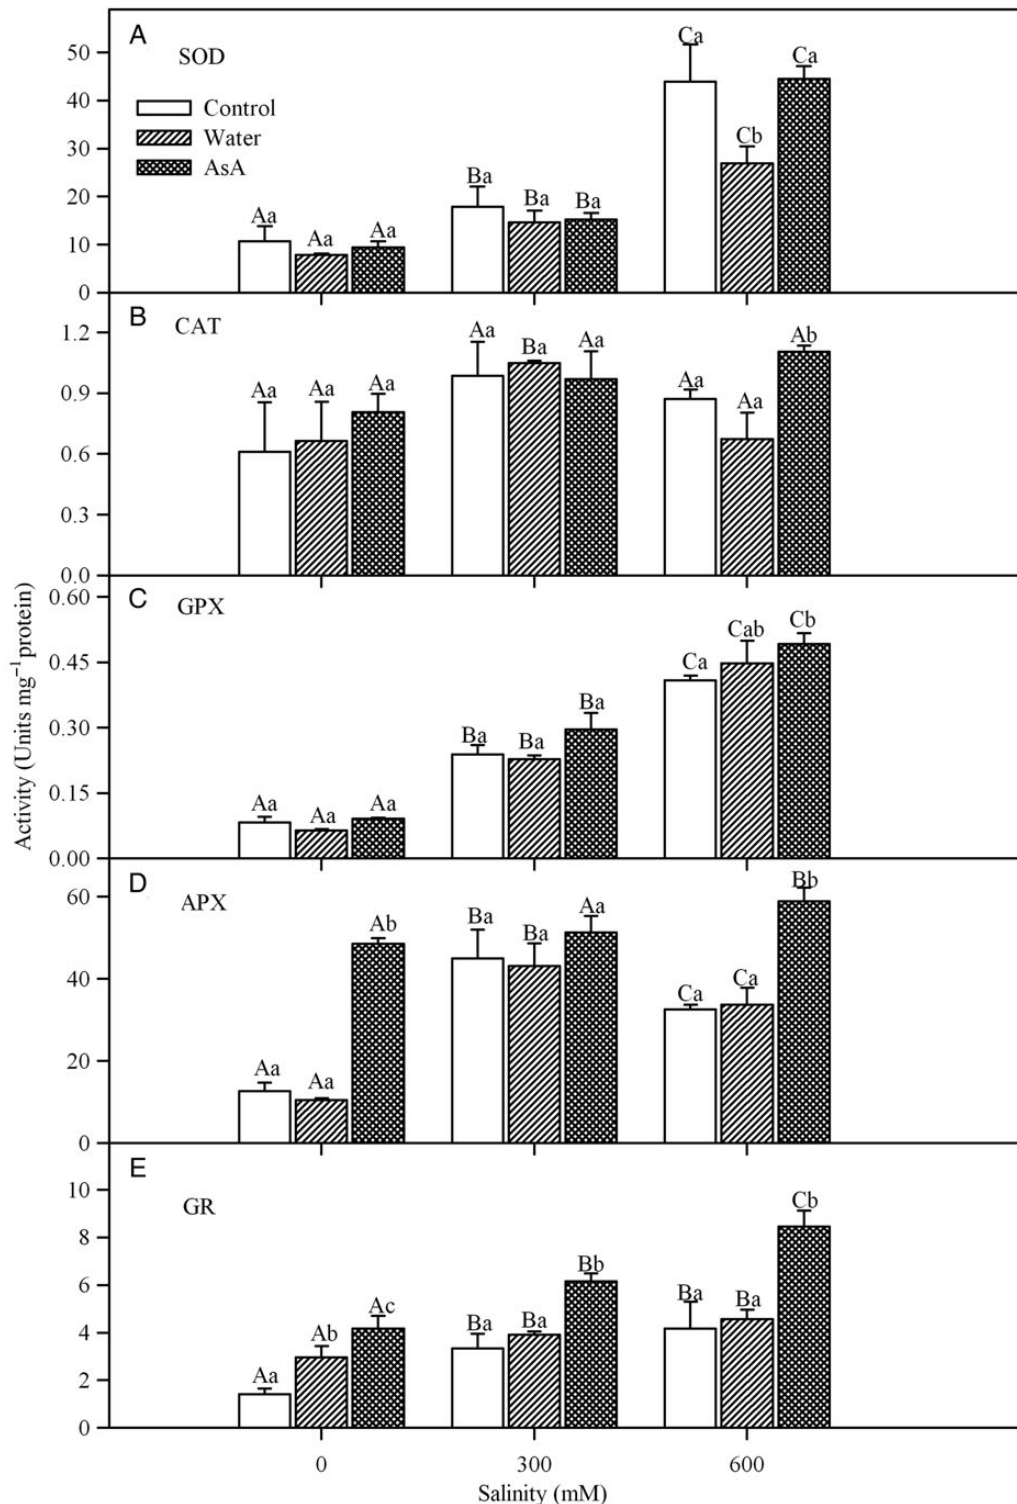 A
SOD
Control
Water
AsA
50
40
30
20
10
0
Aa
Aa
Aa
Ba
Ba
Ba
Ca
Cb
Ca
B
CAT
1.2
0.9
0.6
0.3
0.0
Aa
Aa
Aa
Aa
Ba
Aa
Aa
Aa
Ab
Activity (Units mg⁻¹protein)
C
GPX
0.60
0.45
0.30
0.15
0.00
Aa
Aa
Aa
Ba
Ba
Ba
Ca
Cab
Cb
D
APX
60
40
20
0
Aa
Aa
Ab
Ba
Ba
Aa
Ca
Ca
Bb
E
GR
10
8
6
4
2
0
Aa
Ab
Ac
Ba
Ba
Bb
Ba
Ba
Cb
0 300 600
Salinity (mM)